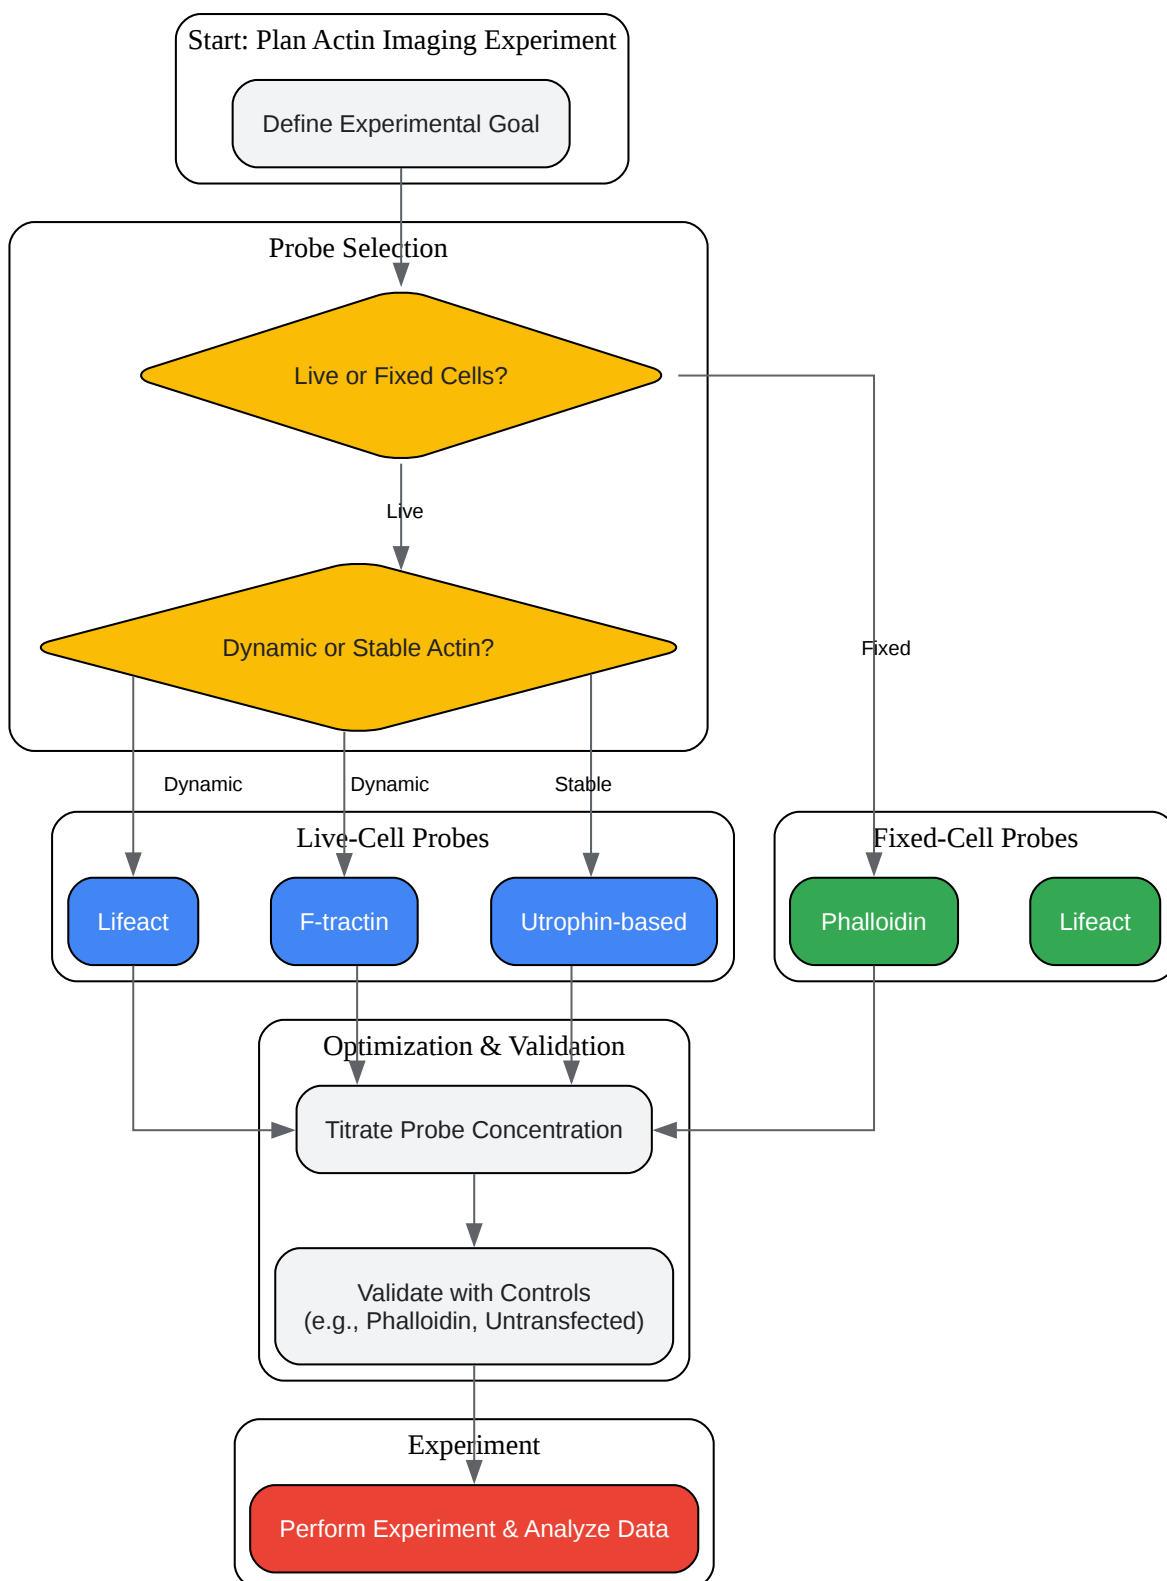 Start: Plan Actin Imaging Experiment
Define Experimental Goal
Probe Selection
Live or Fixed Cells?
Live
Dynamic or Stable Actin?
Fixed
Dynamic
Dynamic
Stable
Live-Cell Probes
Fixed-Cell Probes
Lifeact
F-tractin
Utrophin-based
Phalloidin
Lifeact
Optimization & Validation
Titrate Probe Concentration
Validate with Controls
(e.g., Phalloidin, Untransfected)
Experiment
Perform Experiment & Analyze Data